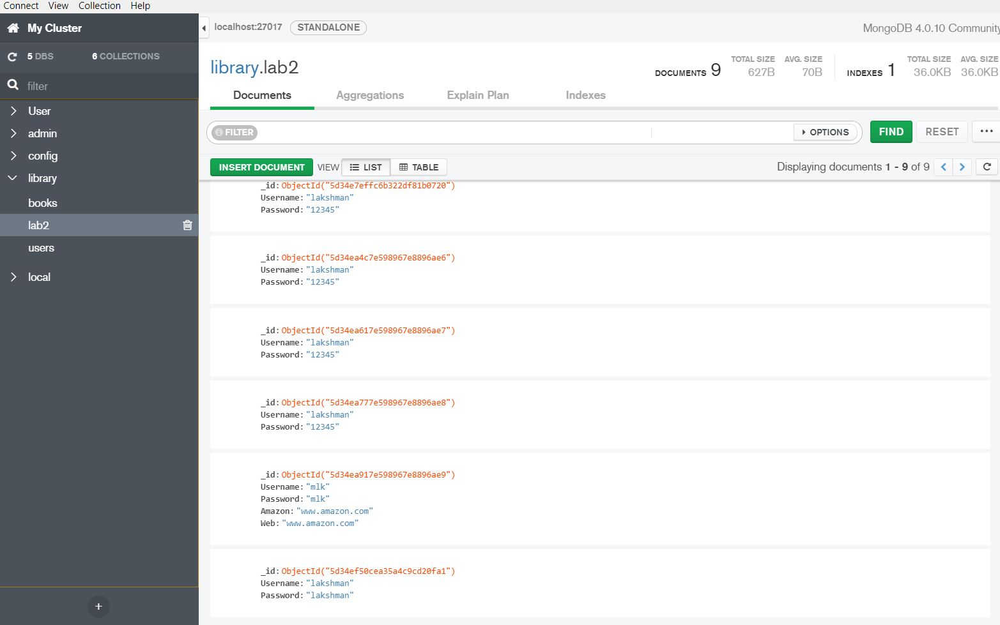 Connect View Collection Help
My Cluster
localhost:27017 STANDALONE
MongoDB 4.0.10 Community
5 DBS 6 COLLECTIONS
filter
User
admin
config
library
books
lab2
users
local
+
library.lab2
DOCUMENTS 9 TOTAL SIZE 627B AVG. SIZE 70B INDEXES 1 TOTAL SIZE 36.0KB AVG. SIZE 36.0KB
Documents Aggregations Explain Plan Indexes
FILTER OPTIONS FIND RESET ...
INSERT DOCUMENT VIEW LIST TABLE Displaying documents 1 - 9 of 9
_id: ObjectId("5d34e7effc6b322df81b0720")
Username: "lakshman"
Password: "12345"
_id: ObjectId("5d34ea4c7e598967e8896ae6")
Username: "lakshman"
Password: "12345"
_id: ObjectId("5d34ea617e598967e8896ae7")
Username: "lakshman"
Password: "12345"
_id: ObjectId("5d34ea777e598967e8896ae8")
Username: "lakshman"
Password: "12345"
_id: ObjectId("5d34ea917e598967e8896ae9")
Username: "mlk"
Password: "mlk"
Amazon: "www.amazon.com"
Web: "www.amazon.com"
_id: ObjectId("5d34ef50cea35a4c9cd20fa1")
Username: "lakshman"
Password: "lakshman"